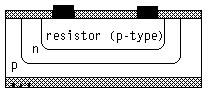 resistor (p-type)
n
p